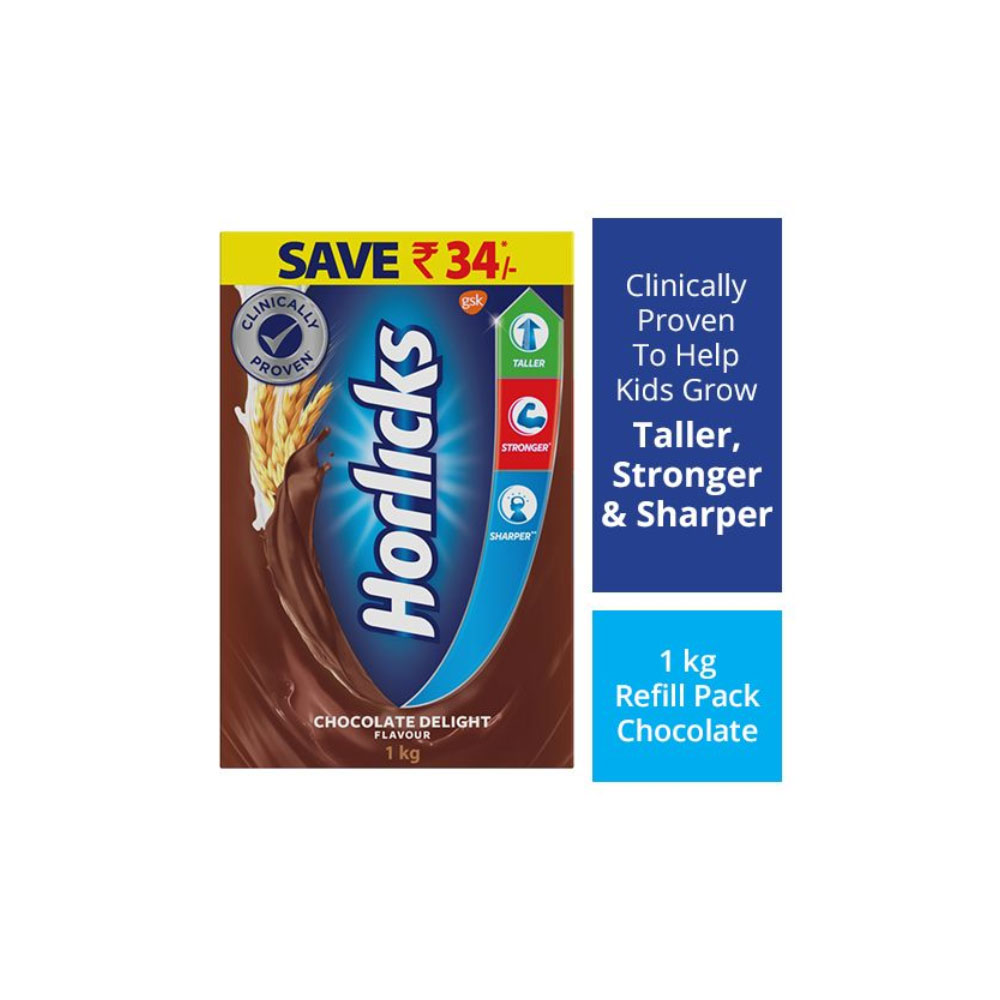 SAVE ₹ 34*/-
CLINICALLY
PROVEN
gsk
Horlicks
TALLER
STRONGER*
SHARPER**
CHOCOLATE DELIGHT
FLAVOUR
1 kg
Clinically
Proven
To Help
Kids Grow
Taller,
Stronger
& Sharper
1 kg
Refill Pack
Chocolate